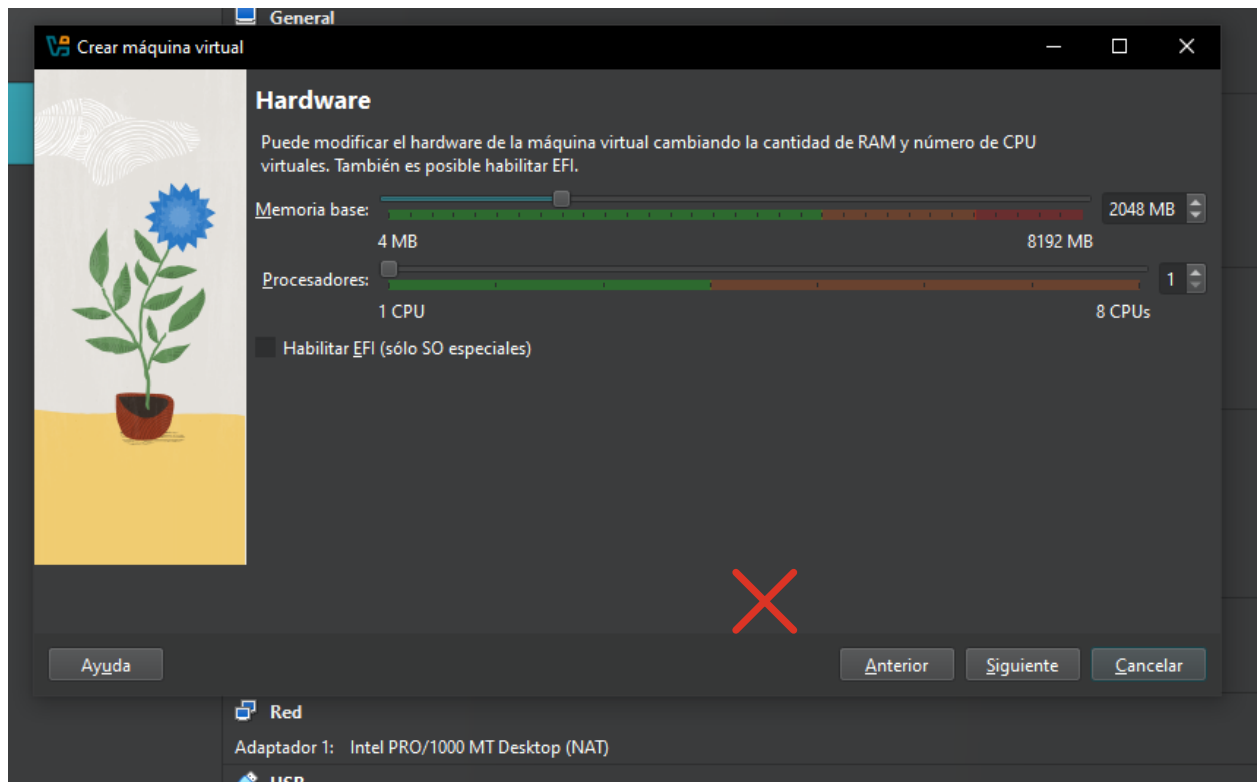 General
Crear máquina virtual
Hardware
Puede modificar el hardware de la máquina virtual cambiando la cantidad de RAM y número de CPU
virtuales. También es posible habilitar EFI.
Memoria base: 2048 MB
4 MB 8192 MB
Procesadores: 1
1 CPU 8 CPUs
Habilitar EFI (sólo SO especiales)
Ayuda Anterior Siguiente Cancelar
Red
Adaptador 1: Intel PRO/1000 MT Desktop (NAT)
USB